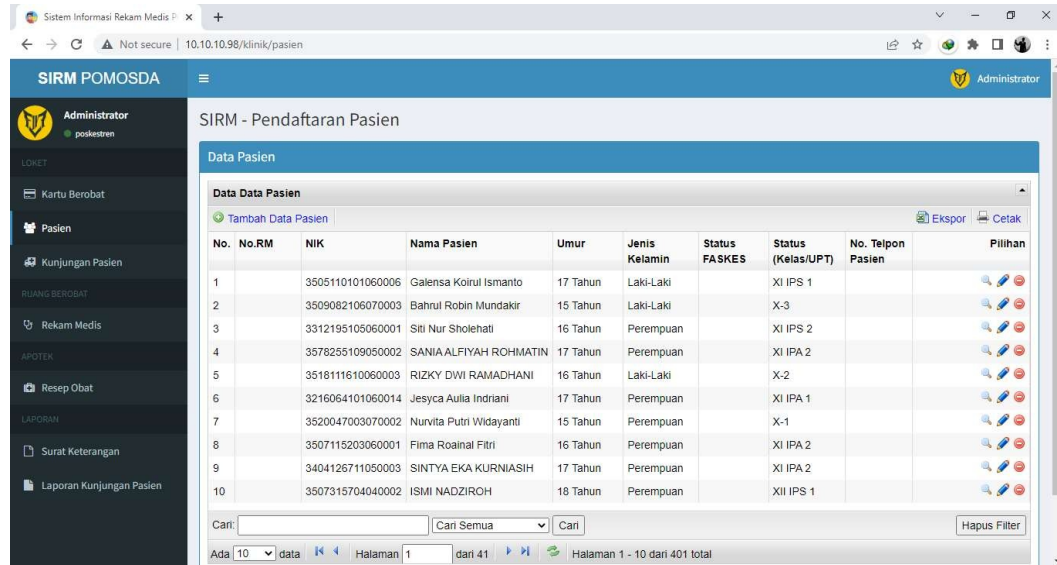 Sistem Informasi Rekam Medis P
Not secure 10.10.10.98/klinik/pasien
SIRM POMOSDA
Administrator
Administrator
poskestren
SIRM - Pendaftaran Pasien
LOKET
Kartu Berobat
Pasien
Kunjungan Pasien
RUANG BEROBAT
Rekam Medis
APOTEK
Resep Obat
LAPORAN
Surat Keterangan
Laporan Kunjungan Pasien
Data Pasien
Data Data Pasien
Tambah Data Pasien Ekspor Cetak
No. No.RM NIK Nama Pasien Umur Jenis Kelamin Status FASKES Status (Kelas/UPT) No. Telpon Pasien Pilihan
1 3505110101060006 Galensa Koirul Ismanto 17 Tahun Laki-Laki XI IPS 1
2 3509082106070003 Bahrul Robin Mundakir 15 Tahun Laki-Laki X-3
3 3312195105060001 Siti Nur Sholehati 16 Tahun Perempuan XI IPS 2
4 3578255109050002 SANIA ALFIYAH ROHMATIN 17 Tahun Perempuan XI IPA 2
5 3518111610060003 RIZKY DWI RAMADHANI 16 Tahun Laki-Laki X-2
6 3216064101060014 Jesyca Aulia Indriani 17 Tahun Perempuan XI IPA 1
7 3520047003070002 Nurvita Putri Widayanti 15 Tahun Perempuan X-1
8 3507115203060001 Fima Roainal Fitri 16 Tahun Perempuan XI IPA 2
9 3404126711050003 SINTYA EKA KURNIASIH 17 Tahun Perempuan XI IPA 2
10 3507315704040002 ISMI NADZIROH 18 Tahun Perempuan XII IPS 1
Cari: Cari Semua Cari Hapus Filter
Ada 10 data Halaman 1 dari 41 Halaman 1 - 10 dari 401 total